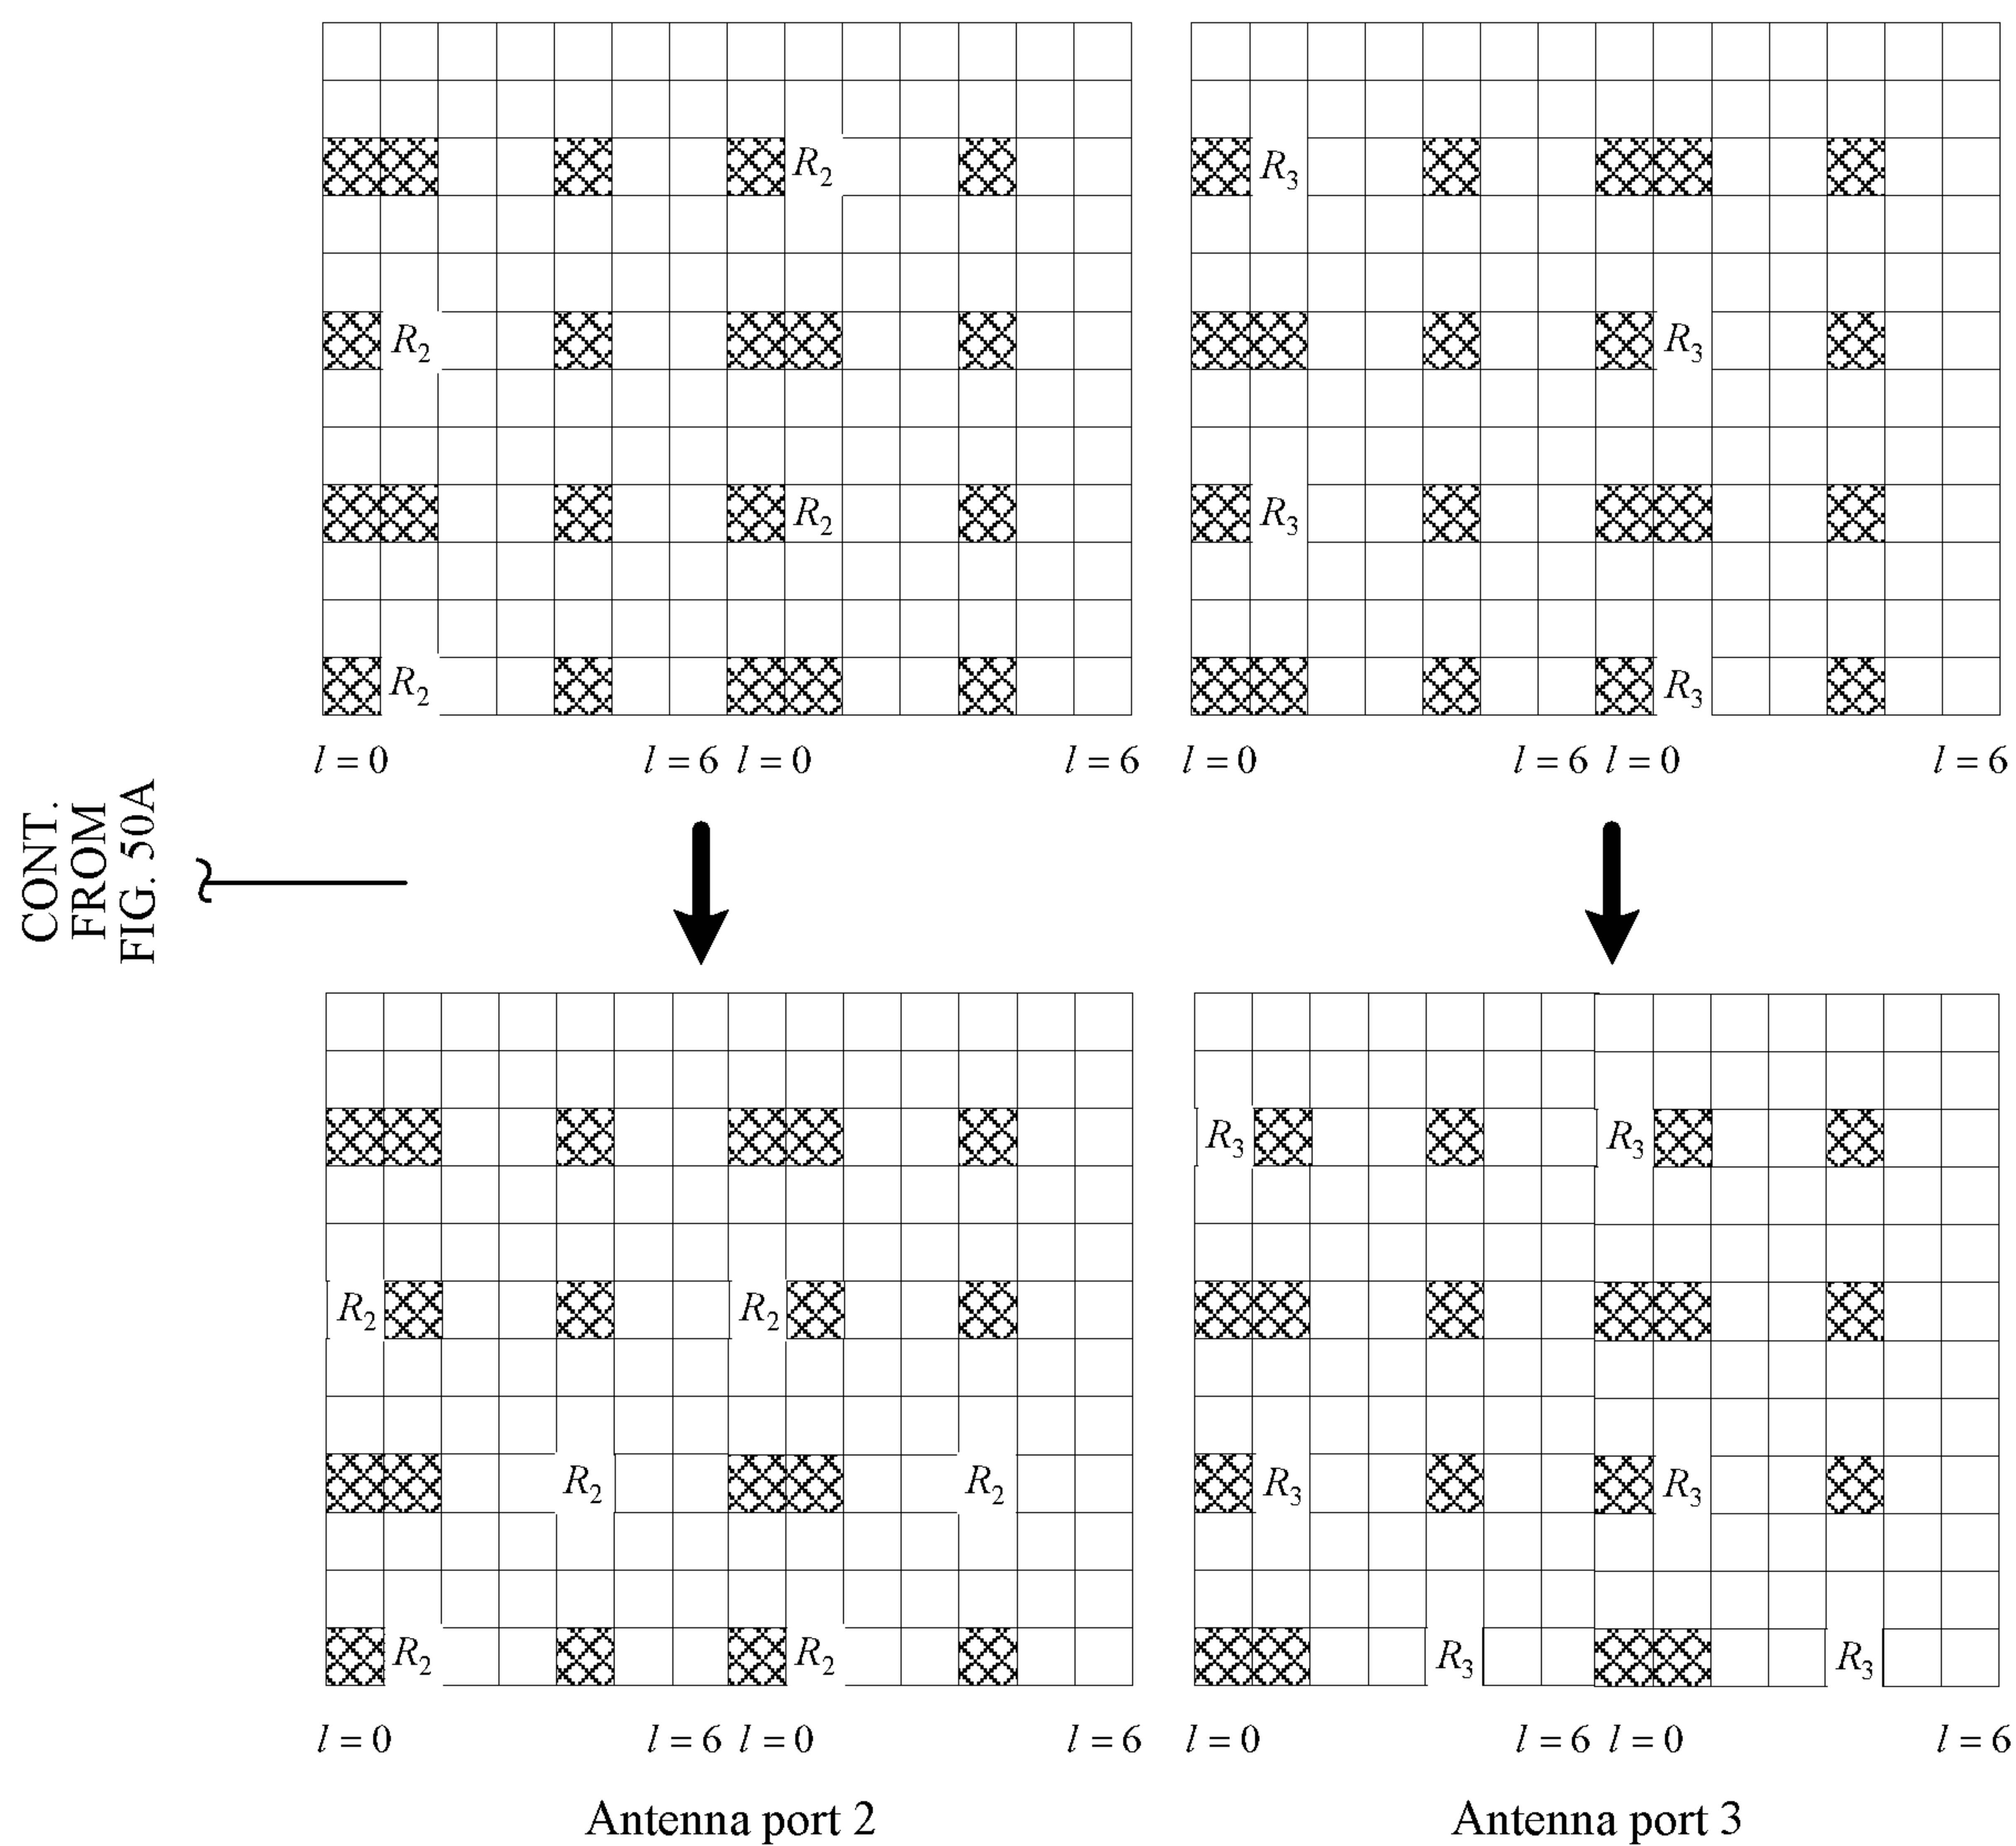 R2
R3
R2
R3
R2
R3
R2
R3
l = 0 l = 6 l = 0 l = 6 l = 0 l = 6 l = 0 l = 6
CONT.
FROM
FIG. 50A
R3 R3
R2 R2
R2 R2 R3 R3
R2 R2 R3 R3
l = 0 l = 6 l = 0 l = 6 l = 0 l = 6 l = 0 l = 6
Antenna port 2 Antenna port 3